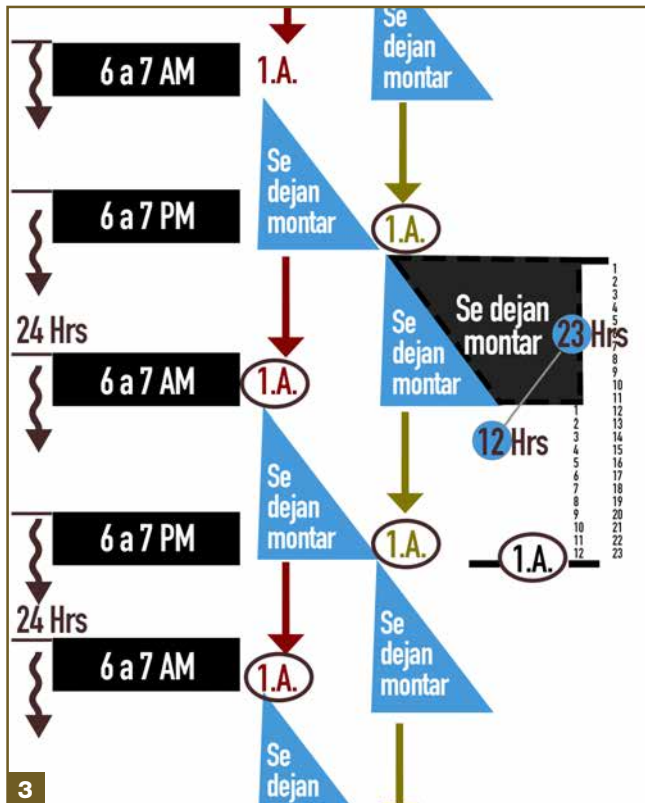 Se
dejan
montar
6 a 7 AM
1.A.
Se
dejan
montar
6 a 7 PM
1.A.
24 Hrs
6 a 7 AM
1.A.
Se
dejan
montar
Se dejan
montar
23 Hrs
12 Hrs
1
2
3
4
5
6
7
8
9
10
11
12
13
14
15
16
17
18
19
20
21
22
23
1
2
3
4
5
6
7
8
9
10
11
12
1.A.
Se
dejan
montar
6 a 7 PM
1.A.
24 Hrs
6 a 7 AM
1.A.
Se
dejan
montar
Se
dejan
montar
3